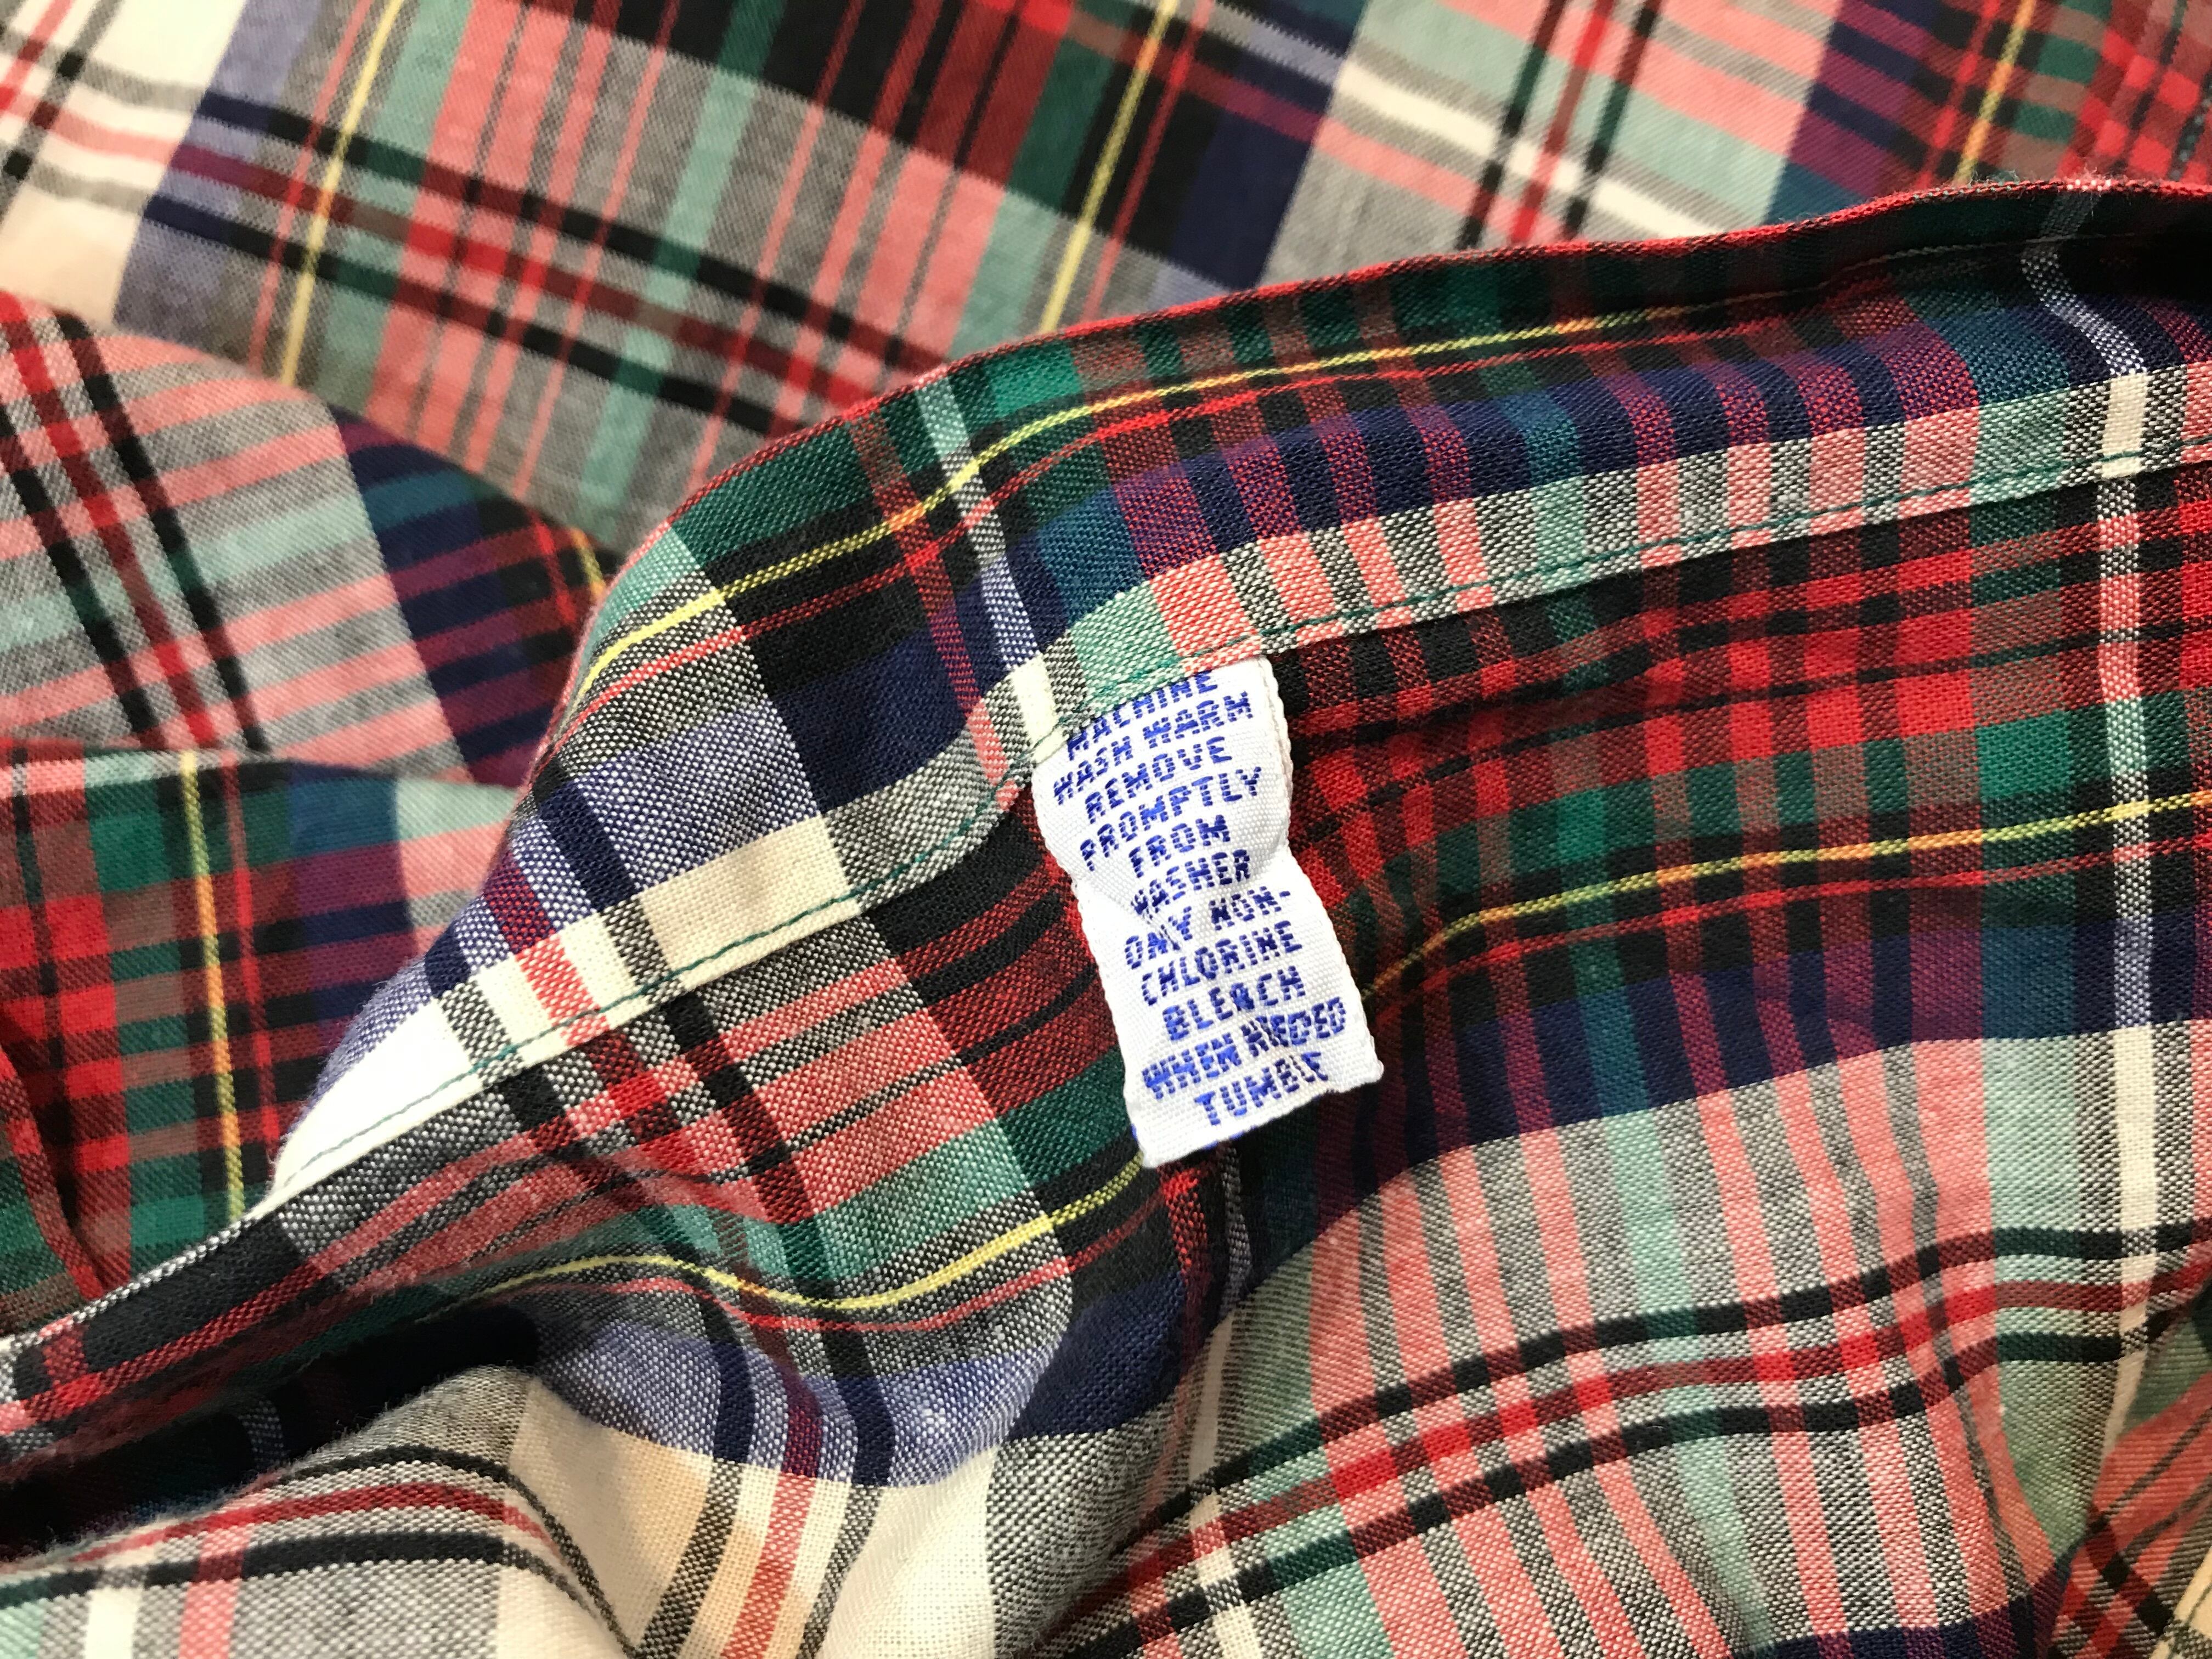 MACHINE
WASH WARM
REMOVE
PROMPTLY
FROM
WASHER
ONLY NON-
CHLORINE
BLEACH
WHEN NEEDED
TUMBLE